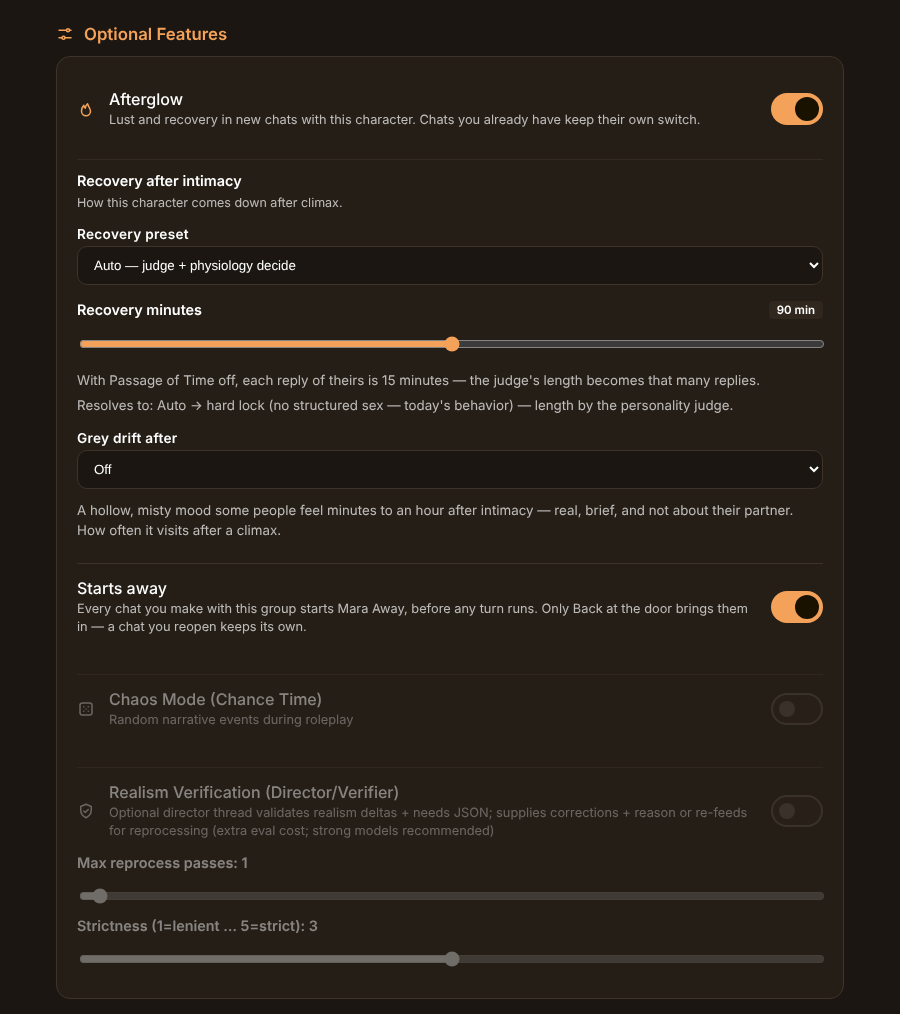 Optional Features
Afterglow
Lust and recovery in new chats with this character. Chats you already have keep their own switch.
Recovery after intimacy
How this character comes down after climax.
Recovery preset
Auto — judge + physiology decide
Recovery minutes
90 min
With Passage of Time off, each reply of theirs is 15 minutes — the judge's length becomes that many replies.
Resolves to: Auto → hard lock (no structured sex — today's behavior) — length by the personality judge.
Grey drift after
Off
A hollow, misty mood some people feel minutes to an hour after intimacy — real, brief, and not about their partner.
How often it visits after a climax.
Starts away
Every chat you make with this group starts Mara Away, before any turn runs. Only Back at the door brings them
in — a chat you reopen keeps its own.
Chaos Mode (Chance Time)
Random narrative events during roleplay
Realism Verification (Director/Verifier)
Optional director thread validates realism deltas + needs JSON; supplies corrections + reason or re-feeds
for reprocessing (extra eval cost; strong models recommended)
Max reprocess passes: 1
Strictness (1=lenient … 5=strict): 3